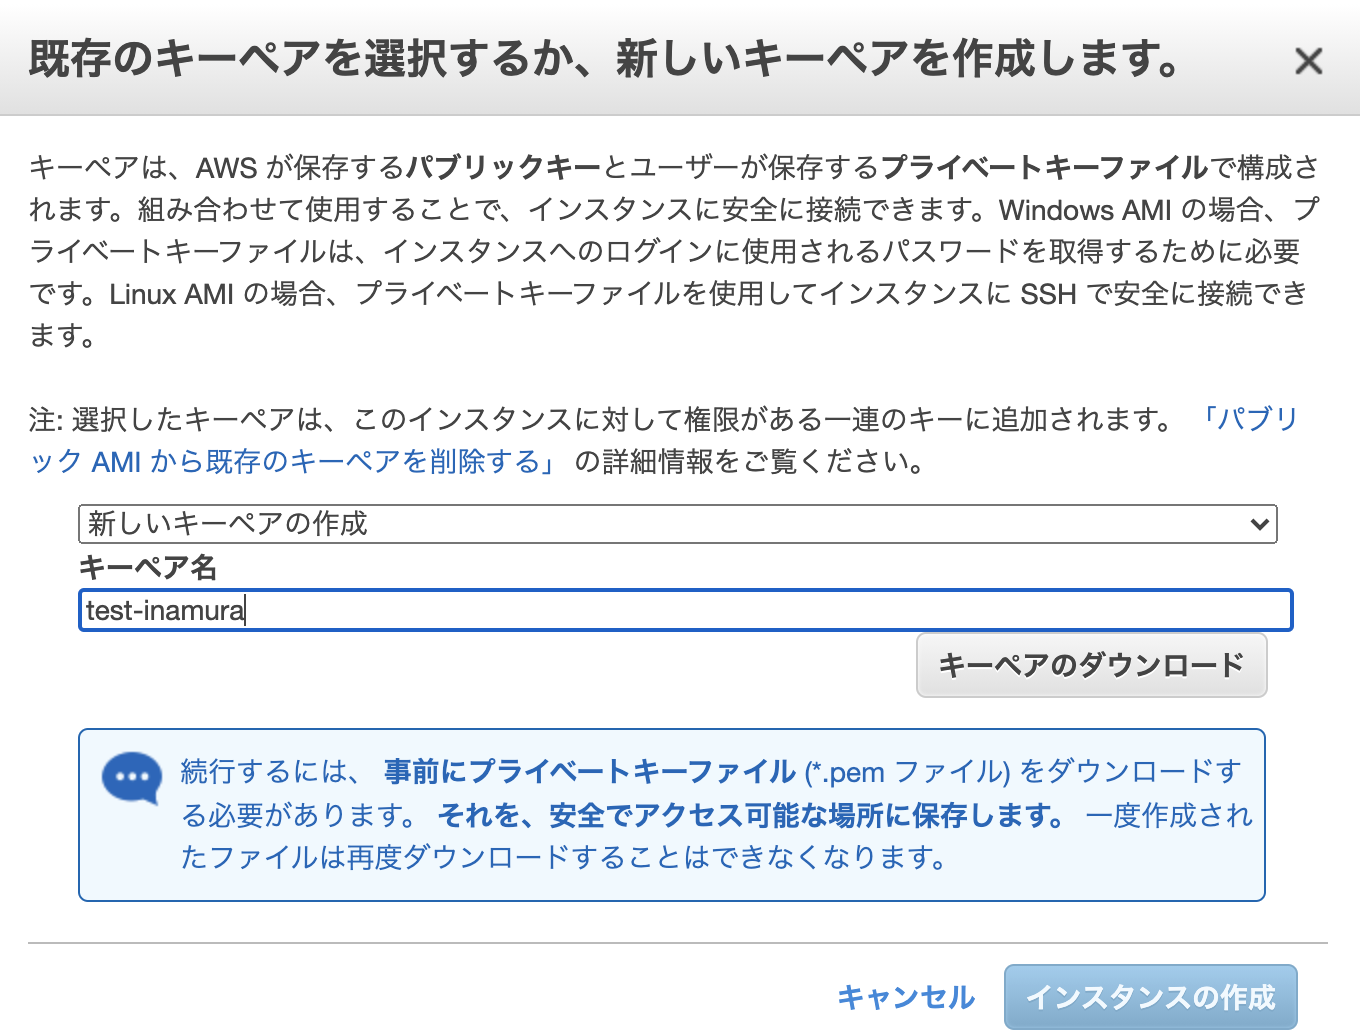 既存のキーペアを選択するか、新しいキーペアを作成します。
キーペアは、AWS が保存するパブリックキーとユーザーが保存するプライベートキーファイルで構成さ
れます。組み合わせて使用することで、インスタンスに安全に接続できます。Windows AMI の場合、プ
ライベートキーファイルは、インスタンスへのログインに使用されるパスワードを取得するために必要
です。Linux AMI の場合、プライベートキーファイルを使用してインスタンスに SSH で安全に接続でき
ます。
注: 選択したキーペアは、このインスタンスに対して権限がある一連のキーに追加されます。 「パブリ
ック AMI から既存のキーペアを削除する」 の詳細情報をご覧ください。
新しいキーペアの作成
キーペア名
test-inamura
キーペアのダウンロード
続行するには、 事前にプライベートキーファイル (*.pem ファイル) をダウンロードす
る必要があります。 それを、安全でアクセス可能な場所に保存します。 一度作成され
たファイルは再度ダウンロードすることはできなくなります。
キャンセル
インスタンスの作成